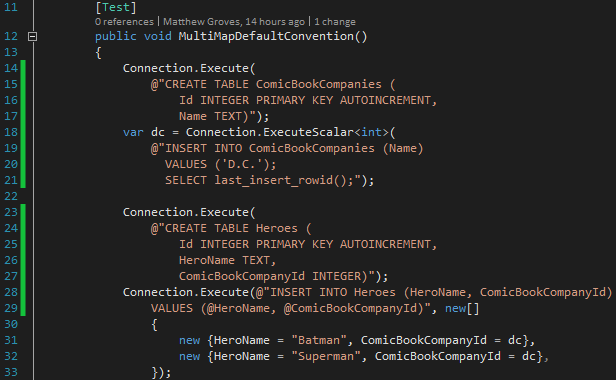 11 [Test]
0 references | Matthew Groves, 14 hours ago | 1 change
12 public void MultiMapDefaultConvention()
13 {
14 Connection.Execute(
15 @"CREATE TABLE ComicBookCompanies (
16 Id INTEGER PRIMARY KEY AUTOINCREMENT,
17 Name TEXT)");
18 var dc = Connection.ExecuteScalar<int>(
19 @"INSERT INTO ComicBookCompanies (Name)
20 VALUES ('D.C.');
21 SELECT last_insert_rowid();");
22
23 Connection.Execute(
24 @"CREATE TABLE Heroes (
25 Id INTEGER PRIMARY KEY AUTOINCREMENT,
26 HeroName TEXT,
27 ComicBookCompanyId INTEGER)");
28 Connection.Execute(@"INSERT INTO Heroes (HeroName, ComicBookCompanyId)
29 VALUES (@HeroName, @ComicBookCompanyId)", new[]
30 {
31 new {HeroName = "Batman", ComicBookCompanyId = dc},
32 new {HeroName = "Superman", ComicBookCompanyId = dc},
33 });